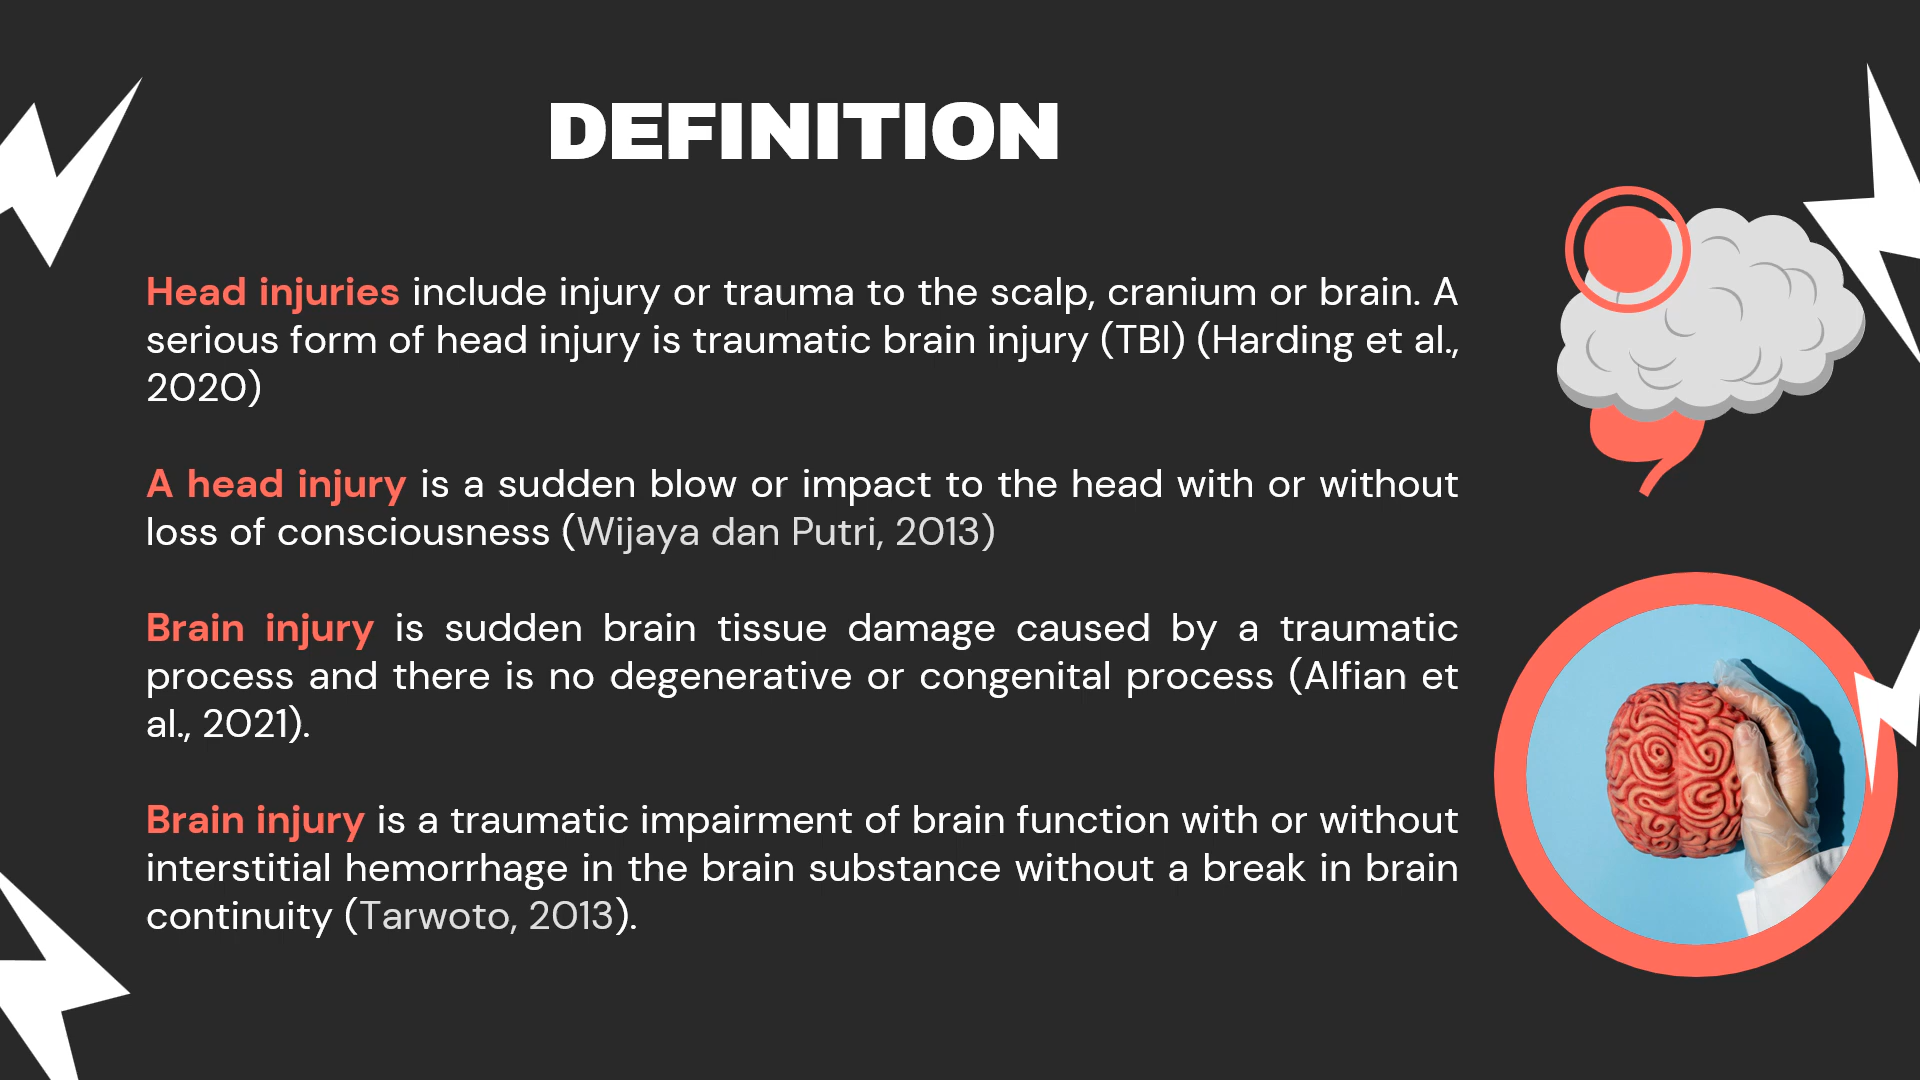 DEFINITION
Head injuries include injury or trauma to the scalp, cranium or brain. A
serious form of head injury is traumatic brain injury (TBI) (Harding et al.,
2020)
A head injury is a sudden blow or impact to the head with or without
loss of consciousness (Wijaya dan Putri, 2013)
Brain injury is sudden brain tissue damage caused by a traumatic
process and there is no degenerative or congenital process (Alfian et
al., 2021).
Brain injury is a traumatic impairment of brain function with or without
interstitial hemorrhage in the brain substance without a break in brain
continuity (Tarwoto, 2013).